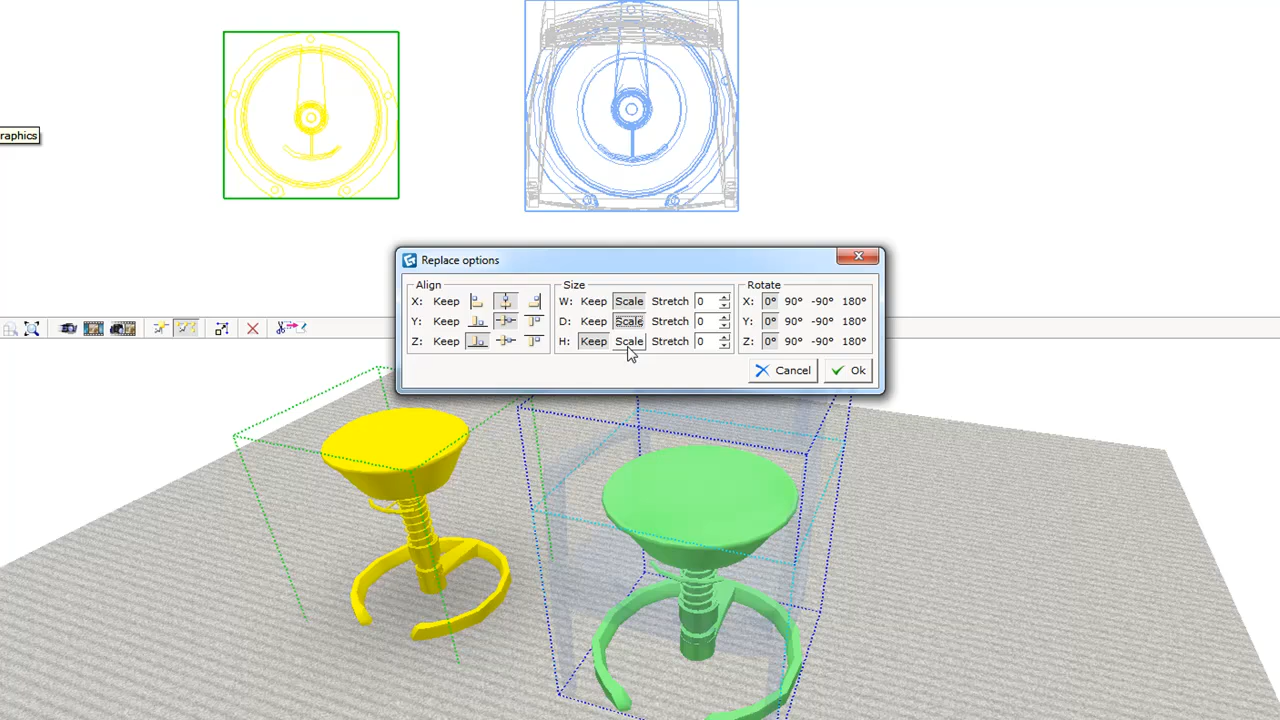 raphics
Replace options
Align Size Rotate
X: Keep W: Keep Scale Stretch 0 X: 0° 90° -90° 180°
Y: Keep D: Keep Scale Stretch 0 Y: 0° 90° -90° 180°
Z: Keep H: Keep Scale Stretch 0 Z: 0° 90° -90° 180°
Cancel Ok